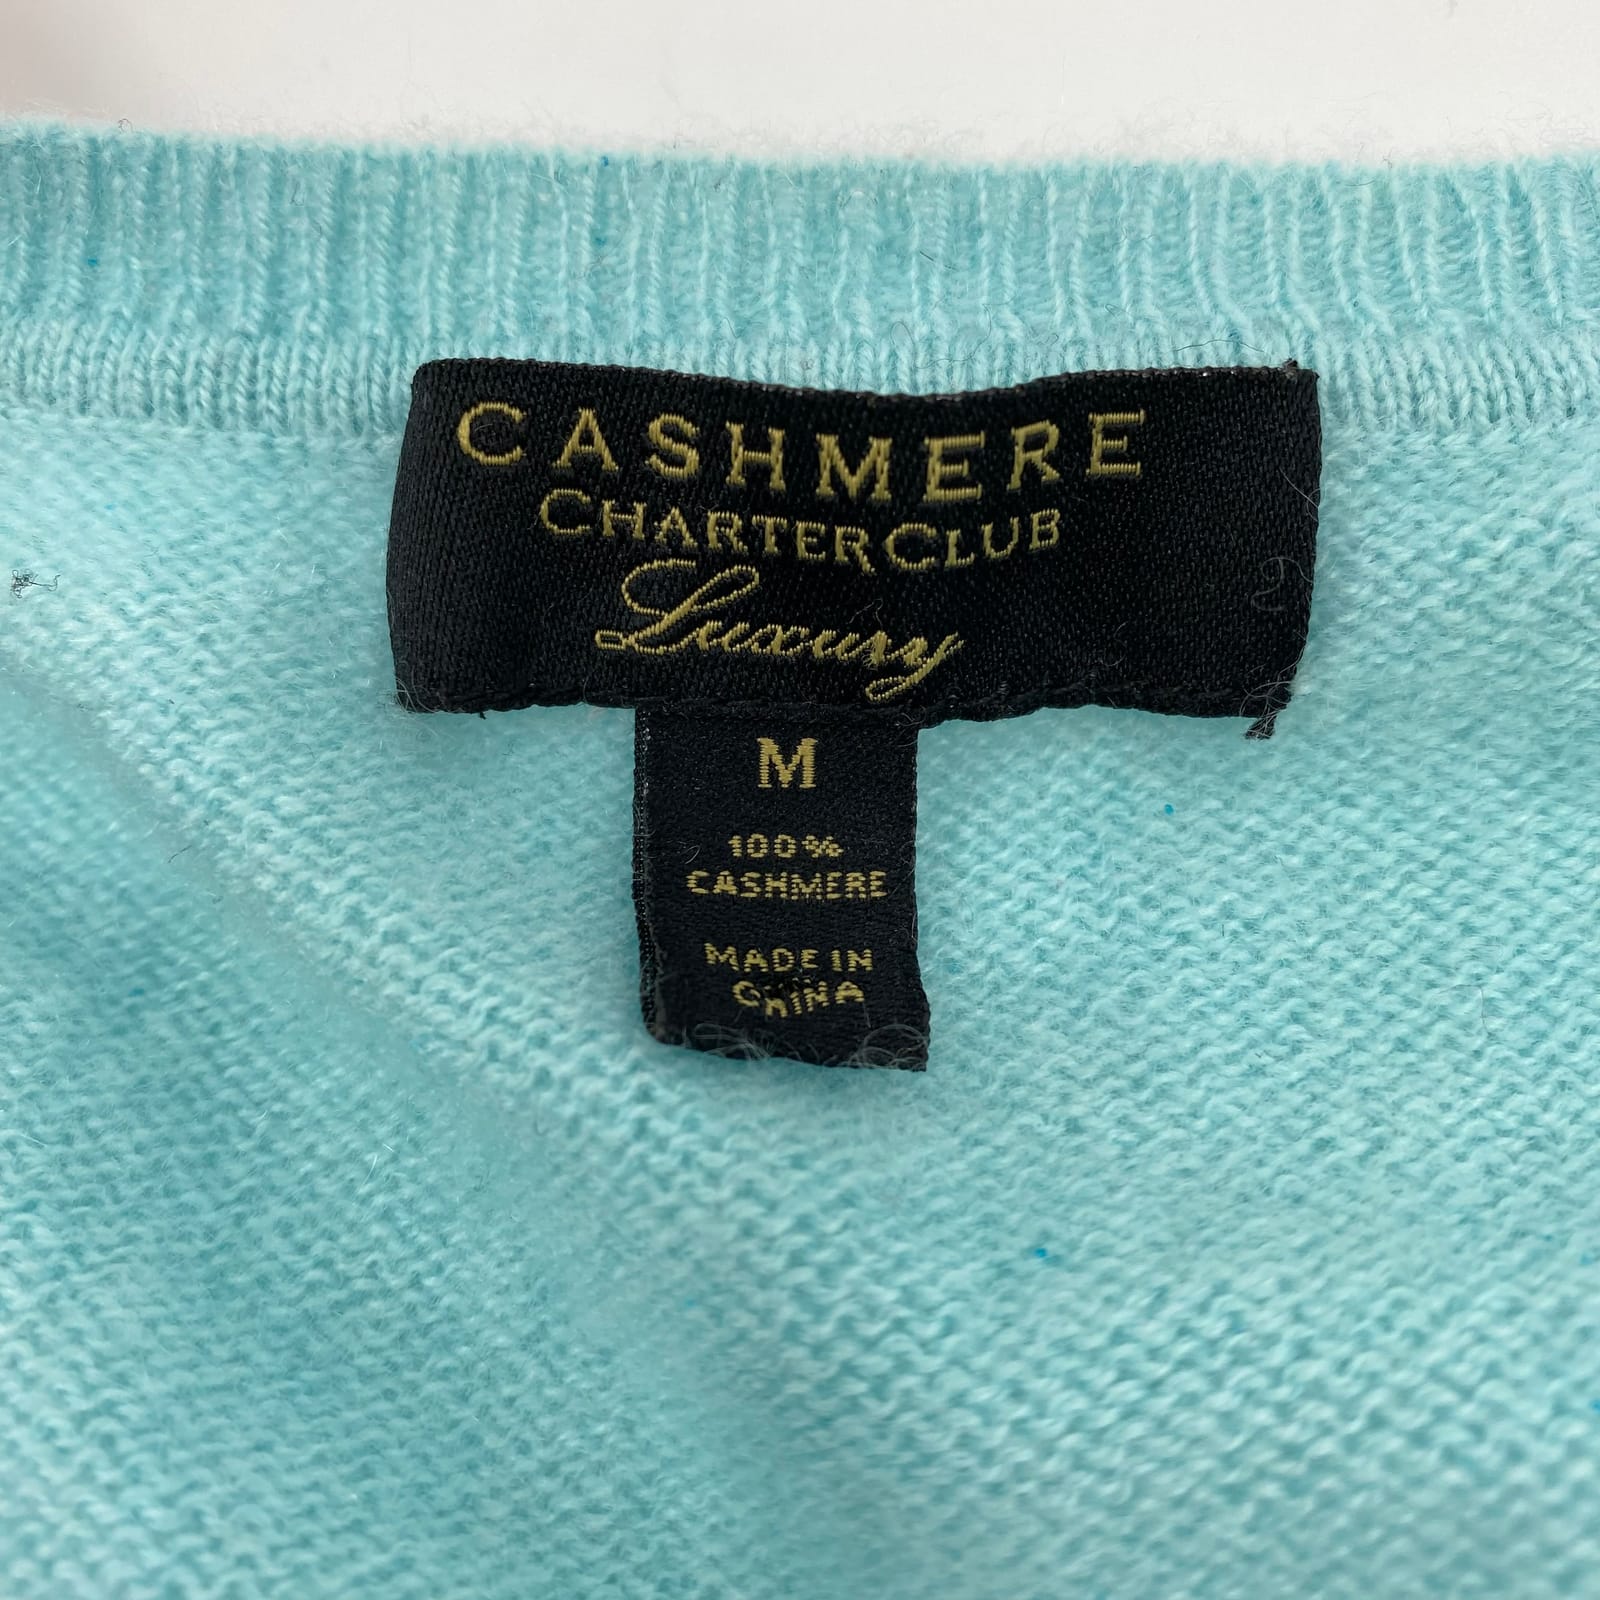 CASHMERE
CHARTER CLUB
Luxury
M
100%
CASHMERE
MADE IN
CHINA